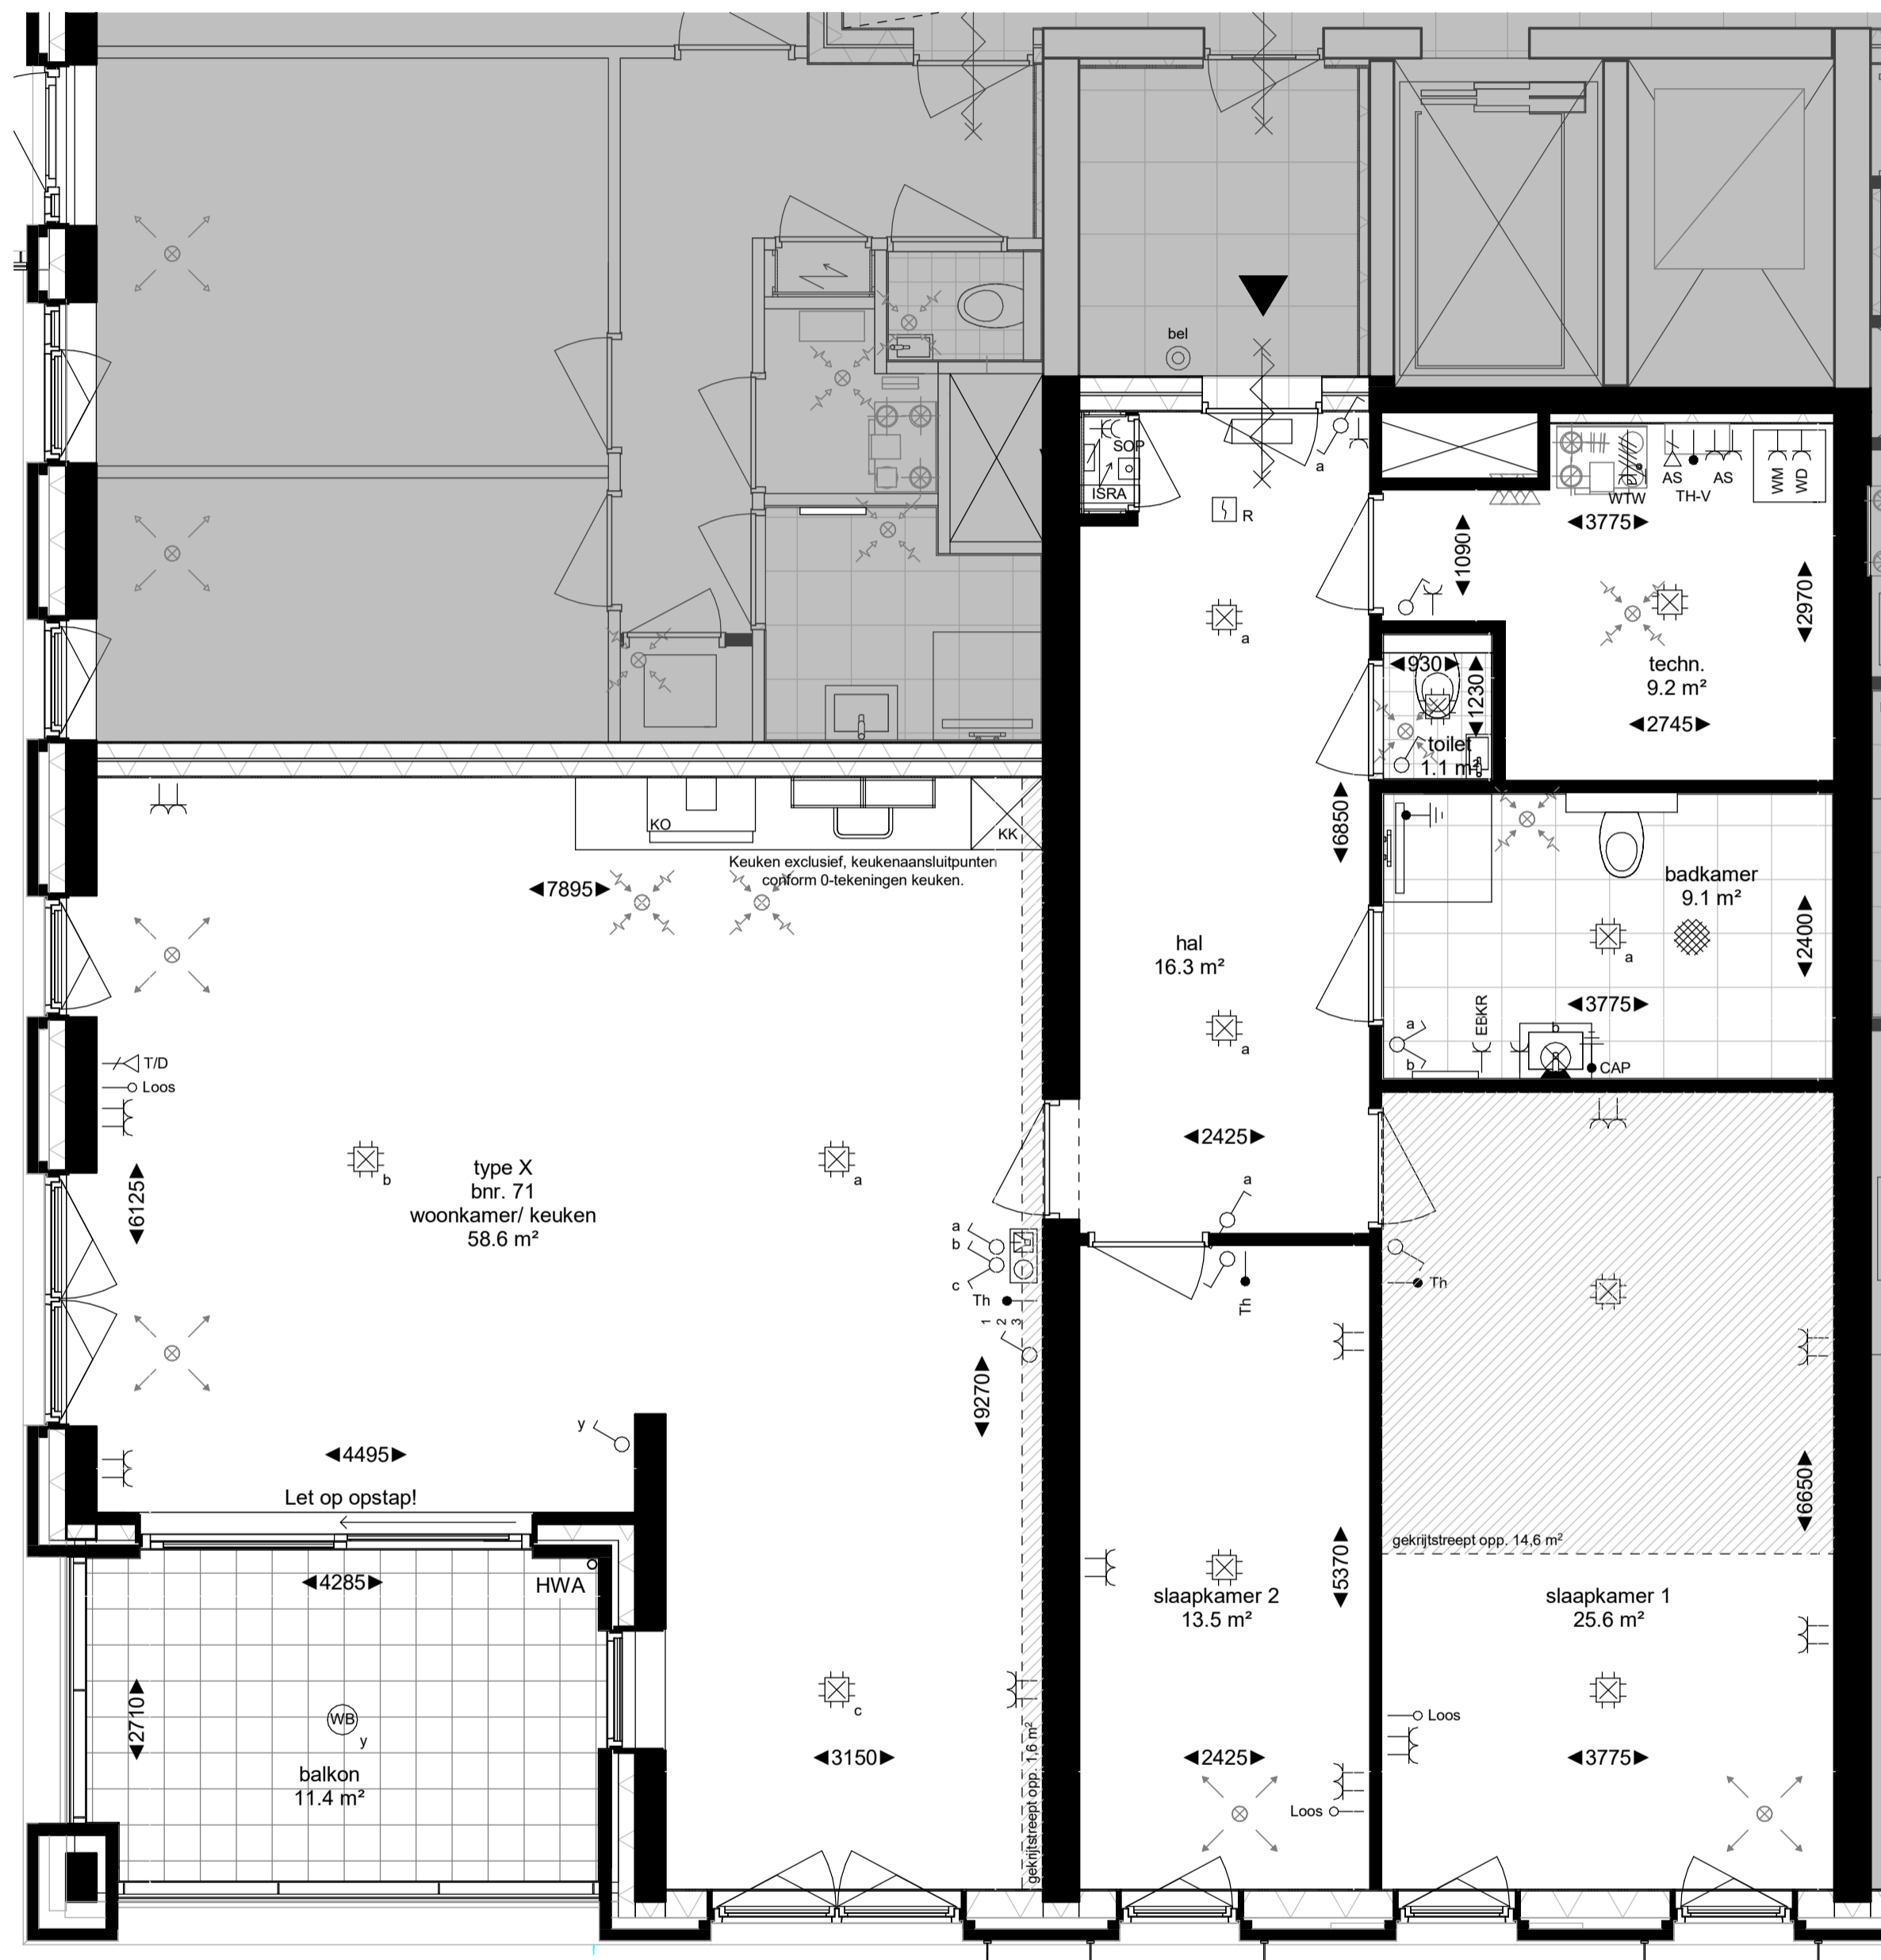 bel
SOP
ISRA
a
R
a
WTW
AS
TH-V
AS
WM
WD
3775
1090
2970
techn.
9.2 m²
2745
930
1230
toilet
1.1 m²
KO
KK
Keuken exclusief, keukenaansluitpunten
conform 0-tekeningen keuken.
7895
6850
badkamer
9.1 m²
2400
a
3775
EBKR
a
b
b
CAP
hal
16.3 m²
a
2425
a
T/D
Loos
6125
b
type X
bnr. 71
woonkamer/ keuken
58.6 m²
a
a
b
c
Th
1
2
3
9270
Th
Th
y
4495
Let op opstap!
4285
HWA
2710
WB
y
balkon
11.4 m²
c
3150
gekrijtstreept opp. 1,6 m²
5370
slaapkamer 2
13.5 m²
2425
Loos
6650
gekrijtstreept opp. 14,6 m²
slaapkamer 1
25.6 m²
Loos
3775